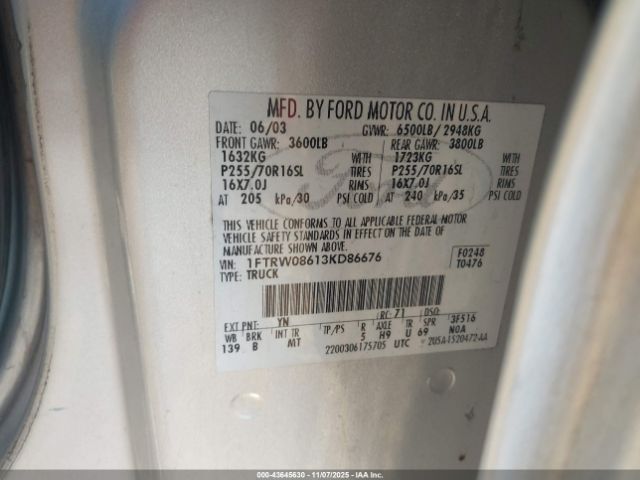 MFD. BY FORD MOTOR CO. IN U.S.A.
DATE: 06/03 GVWR: 6500LB/ 2948KG
FRONT GAWR: 3600LB REAR GAWR: 3800LB
1632KG WITH 1723KG WITH
P255/70R16SL TIRES P255/70R16SL TIRES
16X7.0J RIMS 16X7.0J RIMS
AT 205 kPa/30 PSI COLD AT 240 kPa/35 PSI COLD
THIS VEHICLE CONFORMS TO ALL APPLICABLE FEDERAL MOTOR
VEHICLE SAFETY STANDARDS IN EFFECT ON THE DATE OF
MANUFACTURE SHOWN ABOVE.
VIN: 1FTRW08613KD86676 F0248
TYPE: TRUCK T0476
EXT PNT: YN RC: 71 DSO:
WB BRK INT TR TP/PS R AXLE TR SPR 3F516
139 B MT 5 H9 U 69 N0A
2200306175705 UTC 2U5A-1520472-AA
Ford
000-43645630 - 11/07/2025 - IAA Inc.